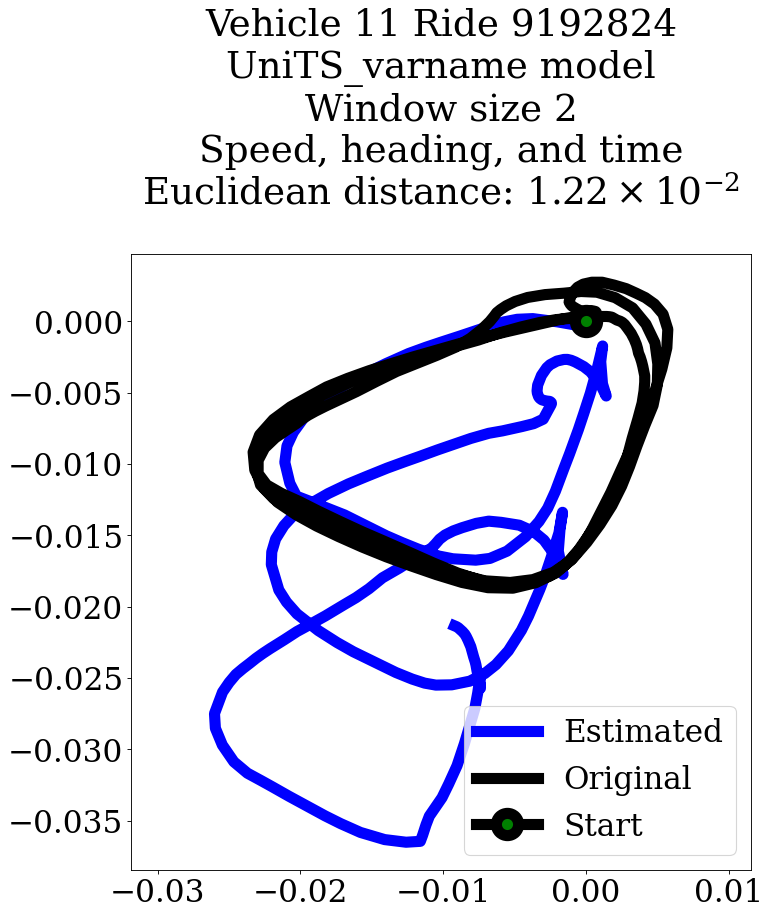 Vehicle 11 Ride 9192824
UniTS_varname model
Window size 2
Speed, heading, and time
Euclidean distance: 1.22 × 10⁻²
0.000
−0.005
−0.010
−0.015
−0.020
−0.025
−0.030
−0.035
Estimated
Original
Start
−0.03
−0.02
−0.01
0.00
0.01